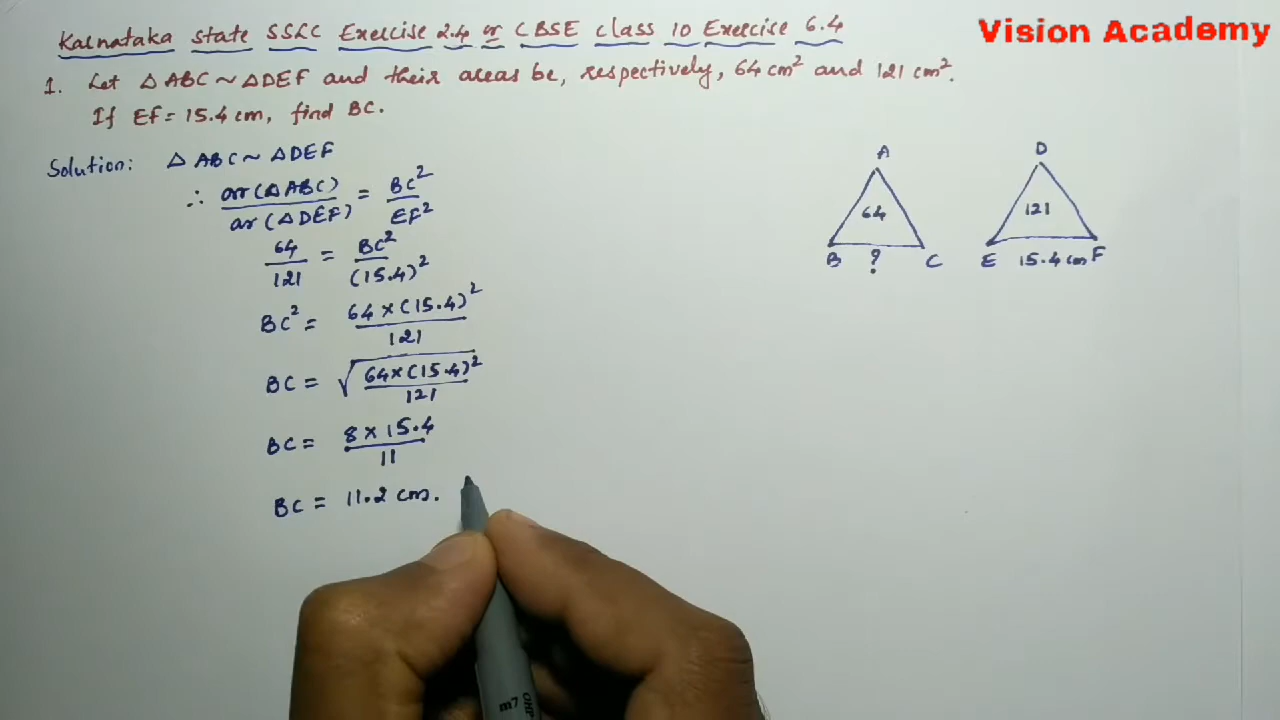 Karnataka state SSLC Exercise 2.4 or CBSE class 10 Exercise 6.4
Vision Academy
1. Let △ABC ~ △DEF and their areas be, respectively, 64 cm² and 121 cm².
If EF = 15.4 cm, find BC.
Solution: △ABC ~ △DEF
∴ ar(△ABC) / ar(△DEF) = BC² / EF²
64 / 121 = BC² / (15.4)²
BC² = 64 × (15.4)² / 121
BC = √(64 × (15.4)² / 121)
BC = 8 × 15.4 / 11
BC = 11.2 cm.
A
64
B ? C
D
121
E 15.4 cm F
m7 OHP